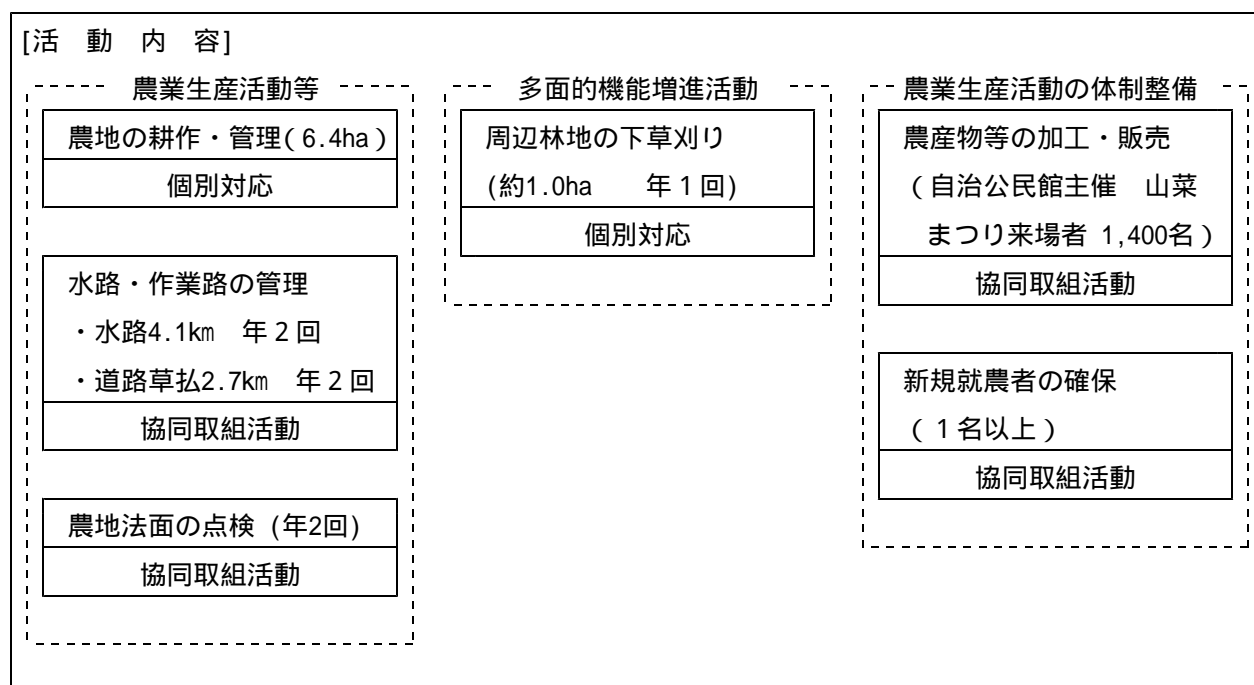 [活　動　内　容]
農業生産活動等
農地の耕作・管理(6.4ha)
個別対応
水路・作業路の管理
・水路4.1㎞　年２回
・道路草払2.7㎞　年２回
協同取組活動
農地法面の点検 (年2回)
協同取組活動
多面的機能増進活動
周辺林地の下草刈り
(約1.0ha　　年１回)
個別対応
農業生産活動の体制整備
農産物等の加工・販売
（自治公民館主催　山菜
まつり来場者 1,400名）
協同取組活動
新規就農者の確保
（１名以上）
協同取組活動